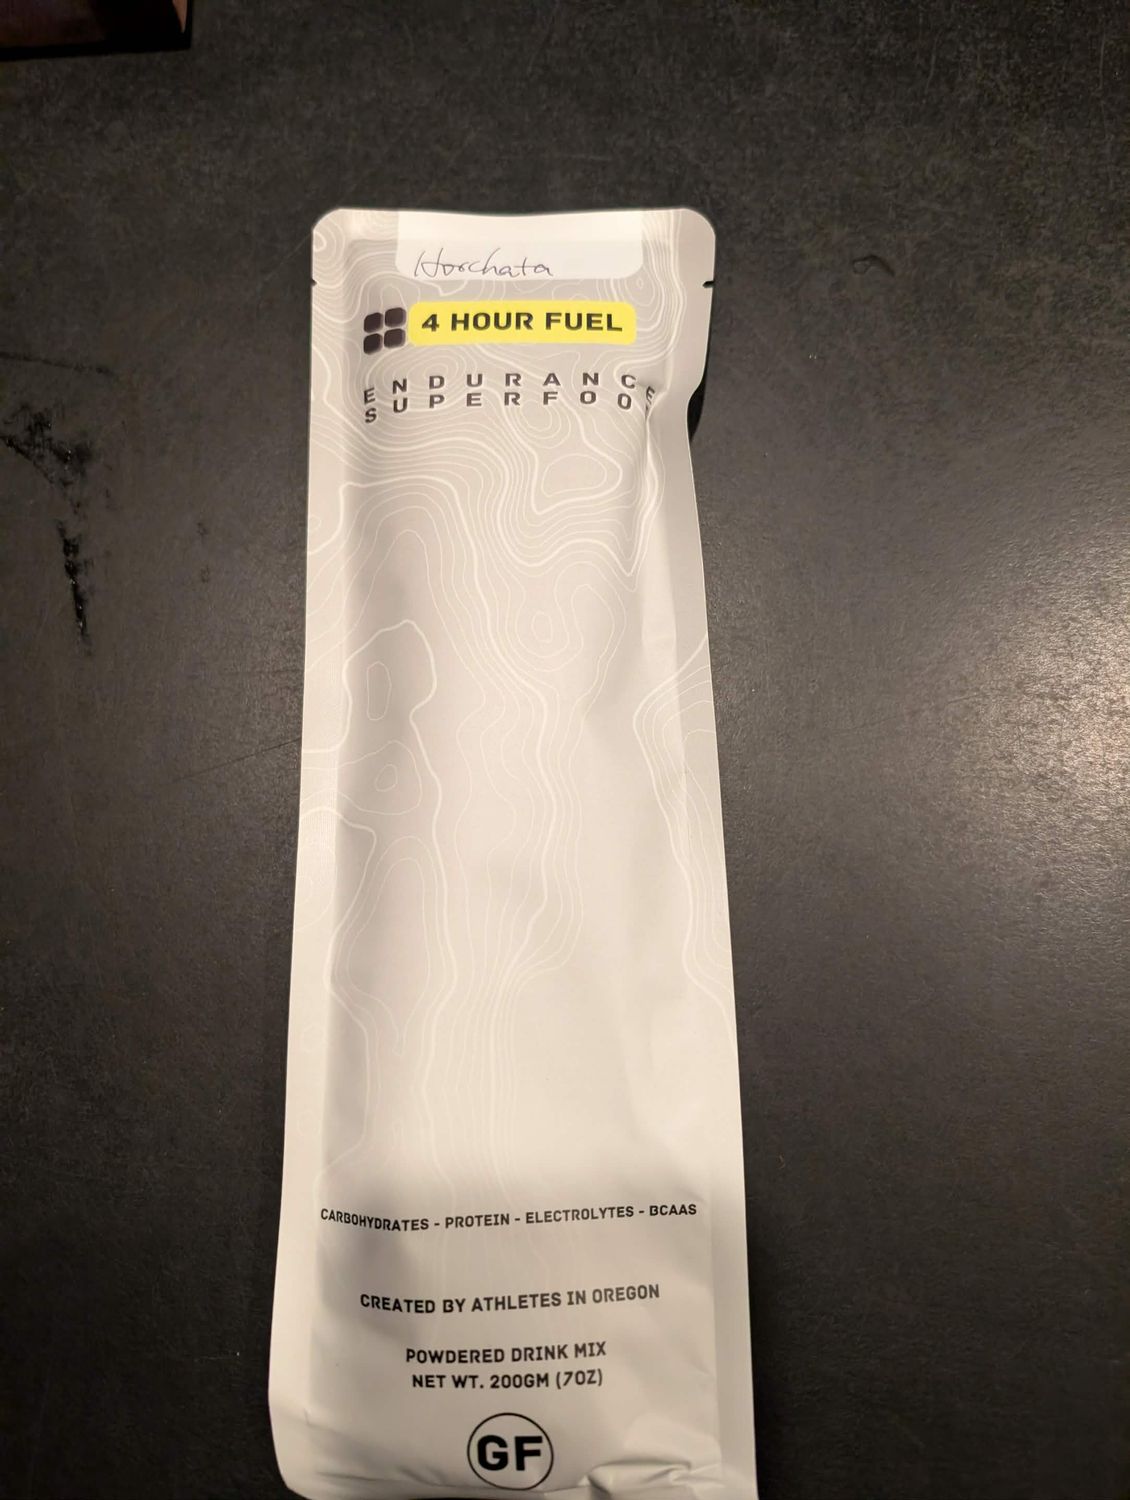 Horchata
4 HOUR FUEL
ENDURANCE
SUPERFOO
CARBOHYDRATES - PROTEIN - ELECTROLYTES - BCAAS
CREATED BY ATHLETES IN OREGON
POWDERED DRINK MIX
NET WT. 200GM (7OZ)
GF